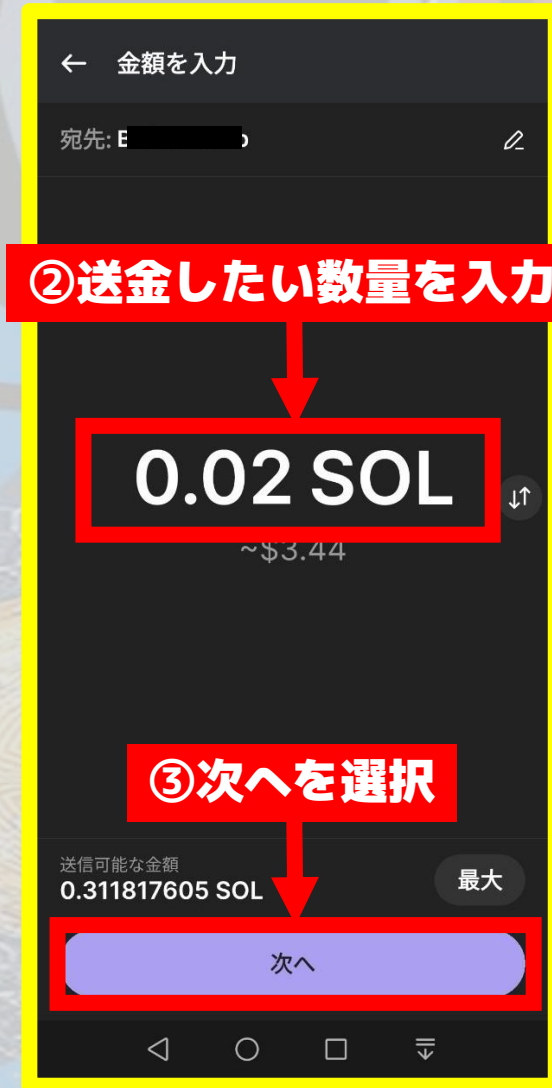 金額を入力
宛先: B
②送金したい数量を入力
0.02 SOL
~$3.44
③次へを選択
送信可能な金額
0.311817605 SOL
最大
次へ